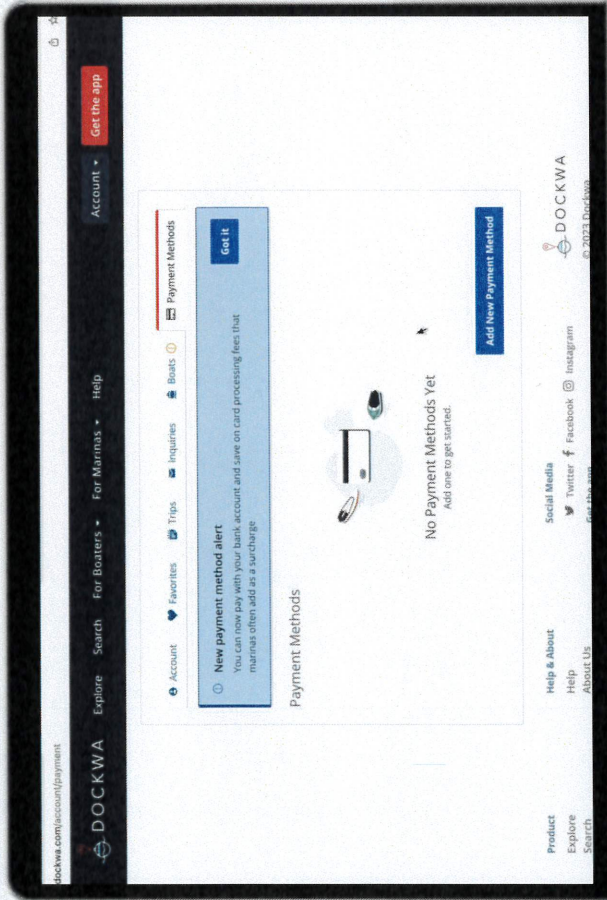 dockwa.com/account/payment
DOCKWA Explore Search For Boaters For Marinas Help Account Get the app
Account Favorites Trips Inquiries Boats Payment Methods
New payment method alert
You can now pay with your bank account and save on card processing fees that
marinas often add as a surcharge
Got it
Payment Methods
No Payment Methods Yet
Add one to get started.
Add New Payment Method
Product
Explore
Search
Help & About
Help
About Us
Social Media
Twitter Facebook Instagram
Get the app
DOCKWA
© 2023 Dockwa